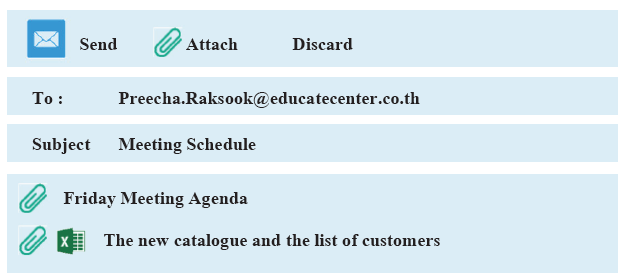 Send Attach Discard
To : Preecha.Raksook@educatecenter.co.th
Subject Meeting Schedule
Friday Meeting Agenda
The new catalogue and the list of customers